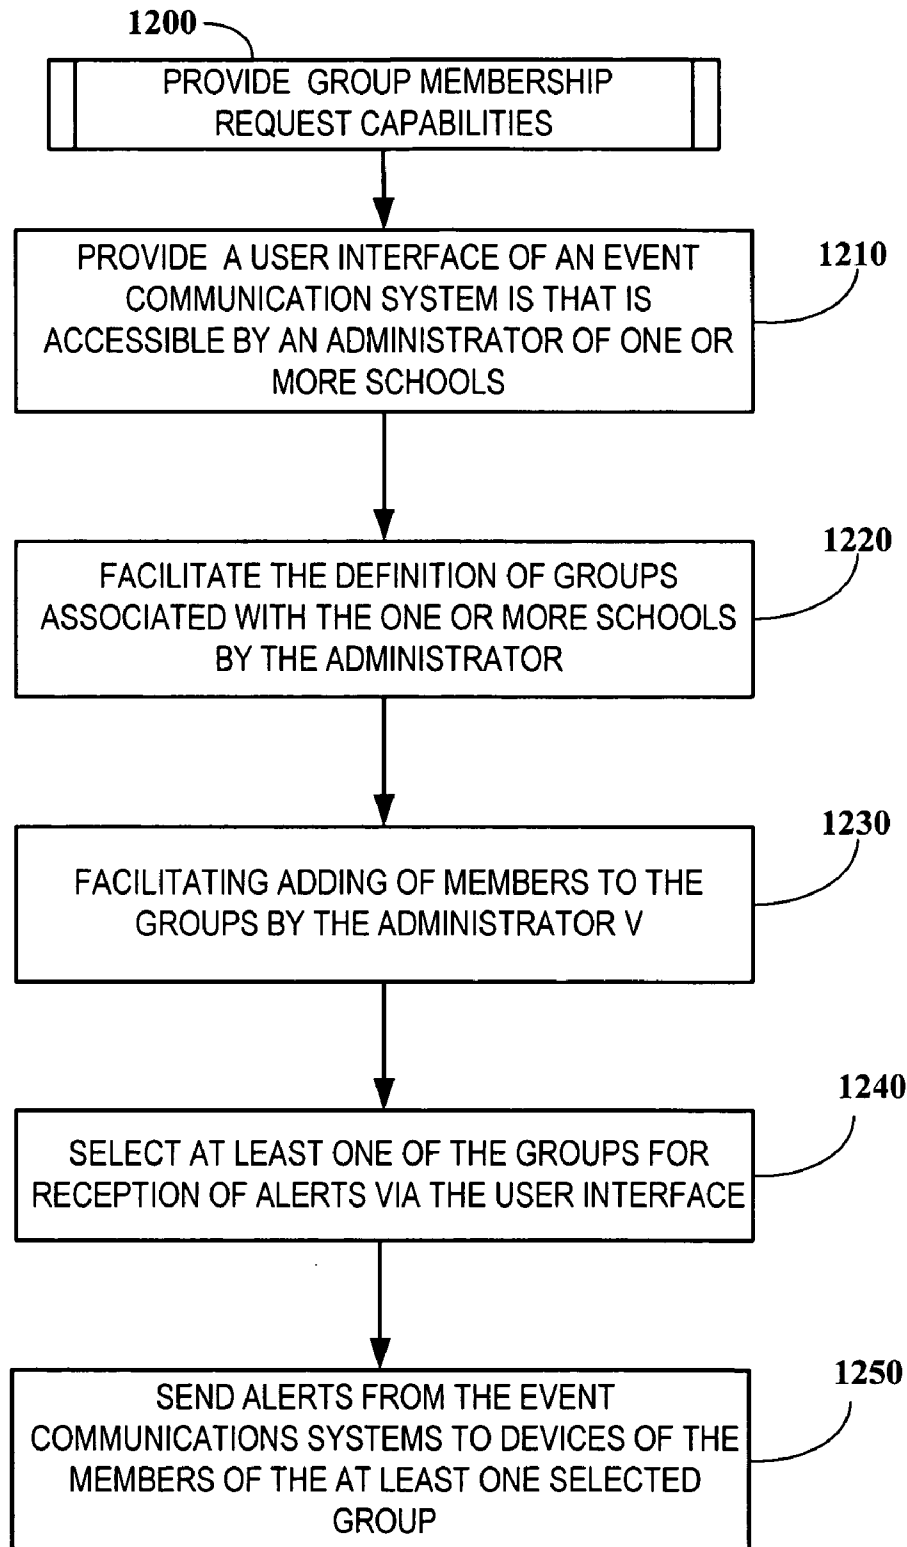 1200
PROVIDE GROUP MEMBERSHIP
REQUEST CAPABILITIES
1210
PROVIDE A USER INTERFACE OF AN EVENT
COMMUNICATION SYSTEM IS THAT IS
ACCESSIBLE BY AN ADMINISTRATOR OF ONE OR
MORE SCHOOLS
1220
FACILITATE THE DEFINITION OF GROUPS
ASSOCIATED WITH THE ONE OR MORE SCHOOLS
BY THE ADMINISTRATOR
1230
FACILITATING ADDING OF MEMBERS TO THE
GROUPS BY THE ADMINISTRATOR V
1240
SELECT AT LEAST ONE OF THE GROUPS FOR
RECEPTION OF ALERTS VIA THE USER INTERFACE
1250
SEND ALERTS FROM THE EVENT
COMMUNICATIONS SYSTEMS TO DEVICES OF THE
MEMBERS OF THE AT LEAST ONE SELECTED
GROUP